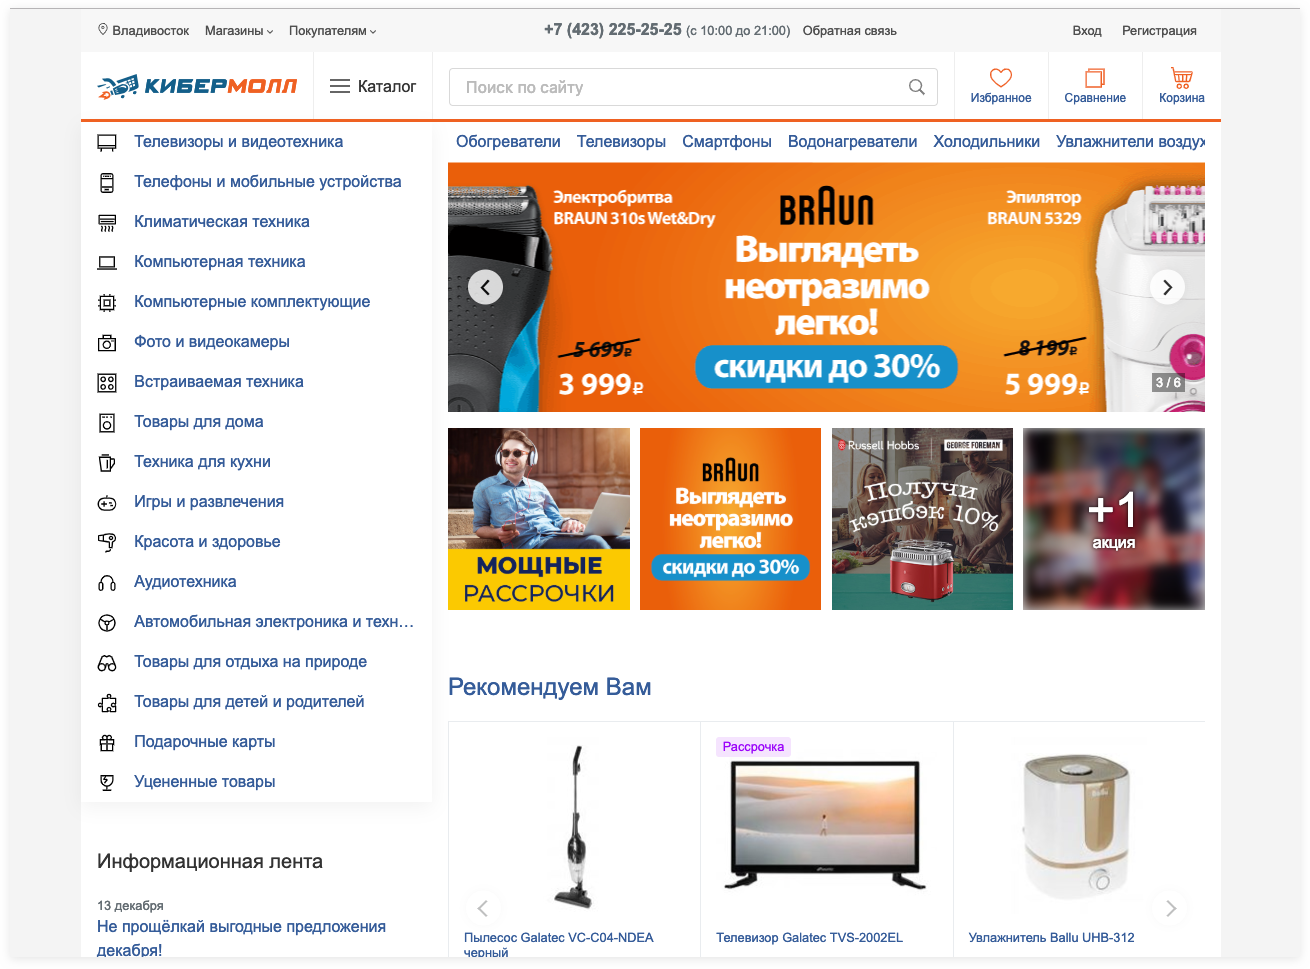 Владивосток Магазины Покупателям +7 (423) 225-25-25 (с 10:00 до 21:00) Обратная связь Вход Регистрация
КИБЕРМОЛЛ Каталог Поиск по сайту Избранное Сравнение Корзина
Телевизоры и видеотехника
Телефоны и мобильные устройства
Климатическая техника
Компьютерная техника
Компьютерные комплектующие
Фото и видеокамеры
Встраиваемая техника
Товары для дома
Техника для кухни
Игры и развлечения
Красота и здоровье
Аудиотехника
Автомобильная электроника и техн...
Товары для отдыха на природе
Товары для детей и родителей
Подарочные карты
Уцененные товары
Информационная лента
13 декабря
Не прощёлкай выгодные предложения
декабря!
Обогреватели Телевизоры Смартфоны Водонагреватели Холодильники Увлажнители воздух
Электробритва
BRAUN 310s Wet&Dry
BRAUN
Эпилятор
BRAUN 5329
Выглядеть
неотразимо
легко!
скидки до 30%
5 699₽
3 999₽
8 199₽
5 999₽
3 / 6
МОЩНЫЕ
РАССРОЧКИ
BRAUN
Выглядеть
неотразимо
легко!
скидки до 30%
Russell Hobbs GEORGE FOREMAN
Получи
кэшбэк 10%
+1
акция
Рекомендуем Вам
Рассрочка
Ballu
Пылесос Galatec VC-C04-NDEA
черный
Телевизор Galatec TVS-2002EL
Увлажнитель Ballu UHB-312